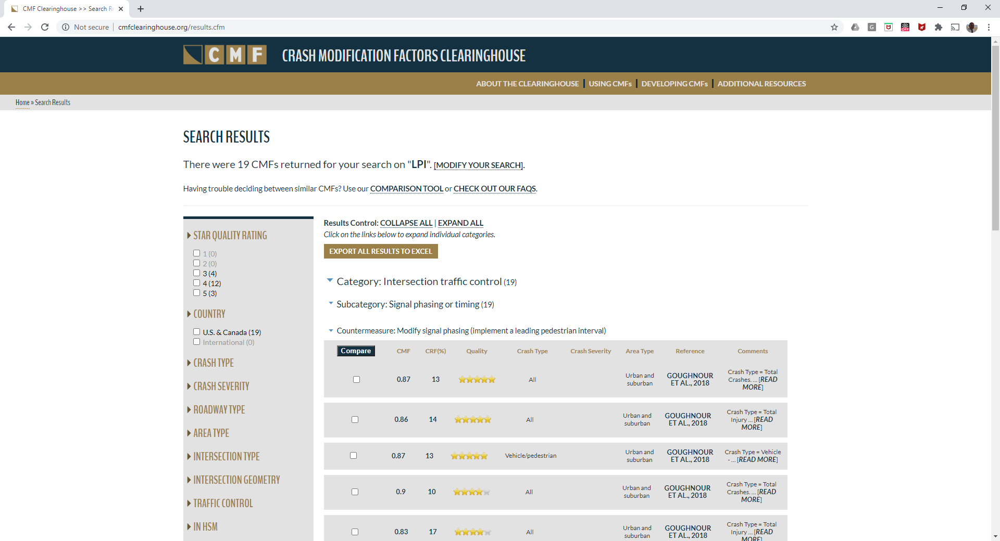 CMF Clearinghouse >> Search Re
Not secure | cmfclearinghouse.org/results.cfm
CMF CRASH MODIFICATION FACTORS CLEARINGHOUSE
ABOUT THE CLEARINGHOUSE | USING CMFs | DEVELOPING CMFs | ADDITIONAL RESOURCES
Home » Search Results
SEARCH RESULTS
There were 19 CMFs returned for your search on "LPI". [MODIFY YOUR SEARCH].
Having trouble deciding between similar CMFs? Use our COMPARISON TOOL or CHECK OUT OUR FAQS.
STAR QUALITY RATING
1 (0)
2 (0)
3 (4)
4 (12)
5 (3)
COUNTRY
U.S. & Canada (19)
International (0)
CRASH TYPE
CRASH SEVERITY
ROADWAY TYPE
AREA TYPE
INTERSECTION TYPE
INTERSECTION GEOMETRY
TRAFFIC CONTROL
IN HSM
Results Control: COLLAPSE ALL | EXPAND ALL
Click on the links below to expand individual categories.
EXPORT ALL RESULTS TO EXCEL
Category: Intersection traffic control (19)
Subcategory: Signal phasing or timing (19)
Countermeasure: Modify signal phasing (implement a leading pedestrian interval)
Compare CMF CRF(%) Quality Crash Type Crash Severity Area Type Reference Comments
0.87 13 All
Urban and
suburban
GOUGHNOUR
ET AL., 2018
Crash Type = Total
Crashes. ... [READ
MORE]
0.86 14 All
Urban and
suburban
GOUGHNOUR
ET AL., 2018
Crash Type = Total
Injury ... [READ
MORE]
0.87 13 Vehicle/pedestrian
Urban and
suburban
GOUGHNOUR
ET AL., 2018
Crash Type = Vehicle
- ... [READ MORE]
0.9 10 All
Urban and
suburban
GOUGHNOUR
ET AL., 2018
Crash Type = Total
Crashes. ... [READ
MORE]
0.83 17 All
Urban and
suburban
GOUGHNOUR
ET AL., 2018
Crash Type = Total
Injury ... [READ
MORE]